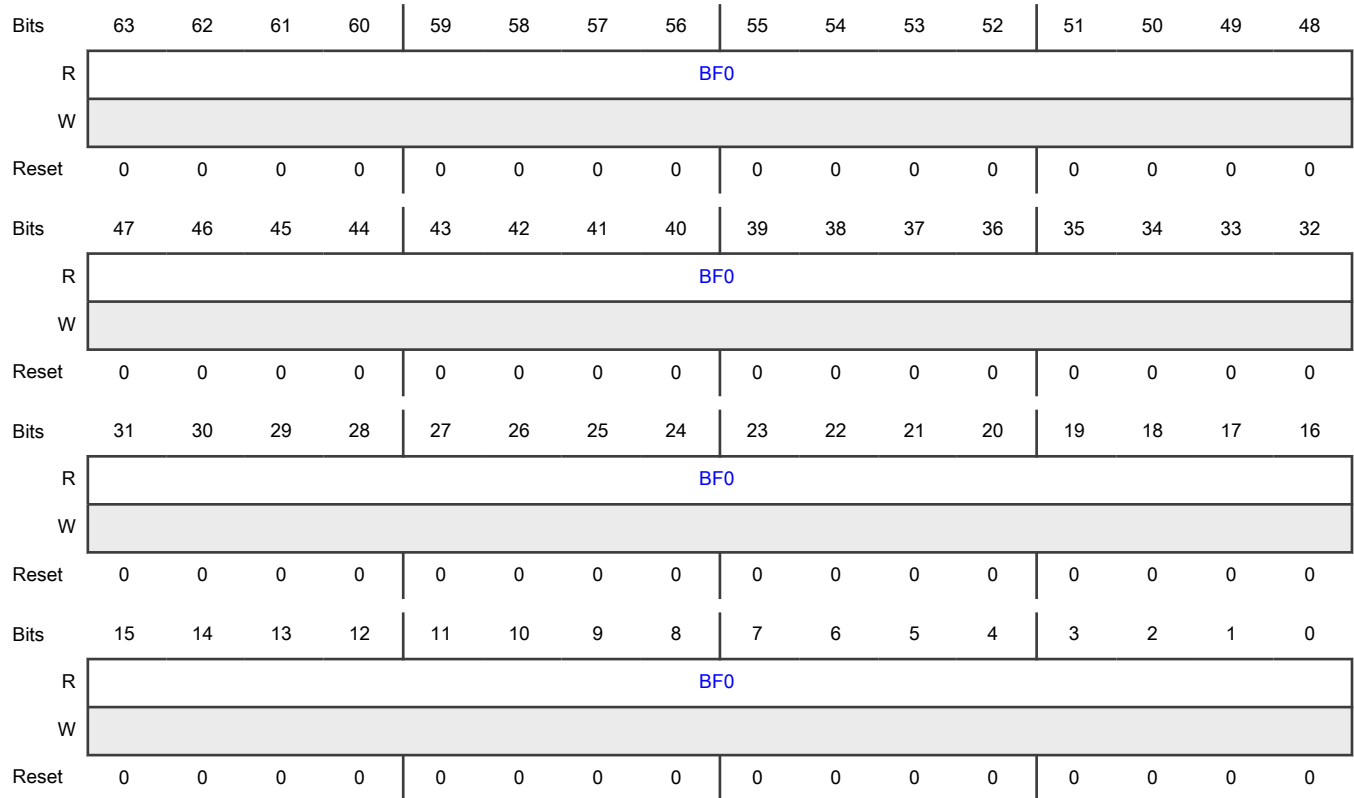 Bits 63 62 61 60 59 58 57 56 55 54 53 52 51 50 49 48
R BF0
W
Reset 0 0 0 0 0 0 0 0 0 0 0 0 0 0 0 0
Bits 47 46 45 44 43 42 41 40 39 38 37 36 35 34 33 32
R BF0
W
Reset 0 0 0 0 0 0 0 0 0 0 0 0 0 0 0 0
Bits 31 30 29 28 27 26 25 24 23 22 21 20 19 18 17 16
R BF0
W
Reset 0 0 0 0 0 0 0 0 0 0 0 0 0 0 0 0
Bits 15 14 13 12 11 10 9 8 7 6 5 4 3 2 1 0
R BF0
W
Reset 0 0 0 0 0 0 0 0 0 0 0 0 0 0 0 0